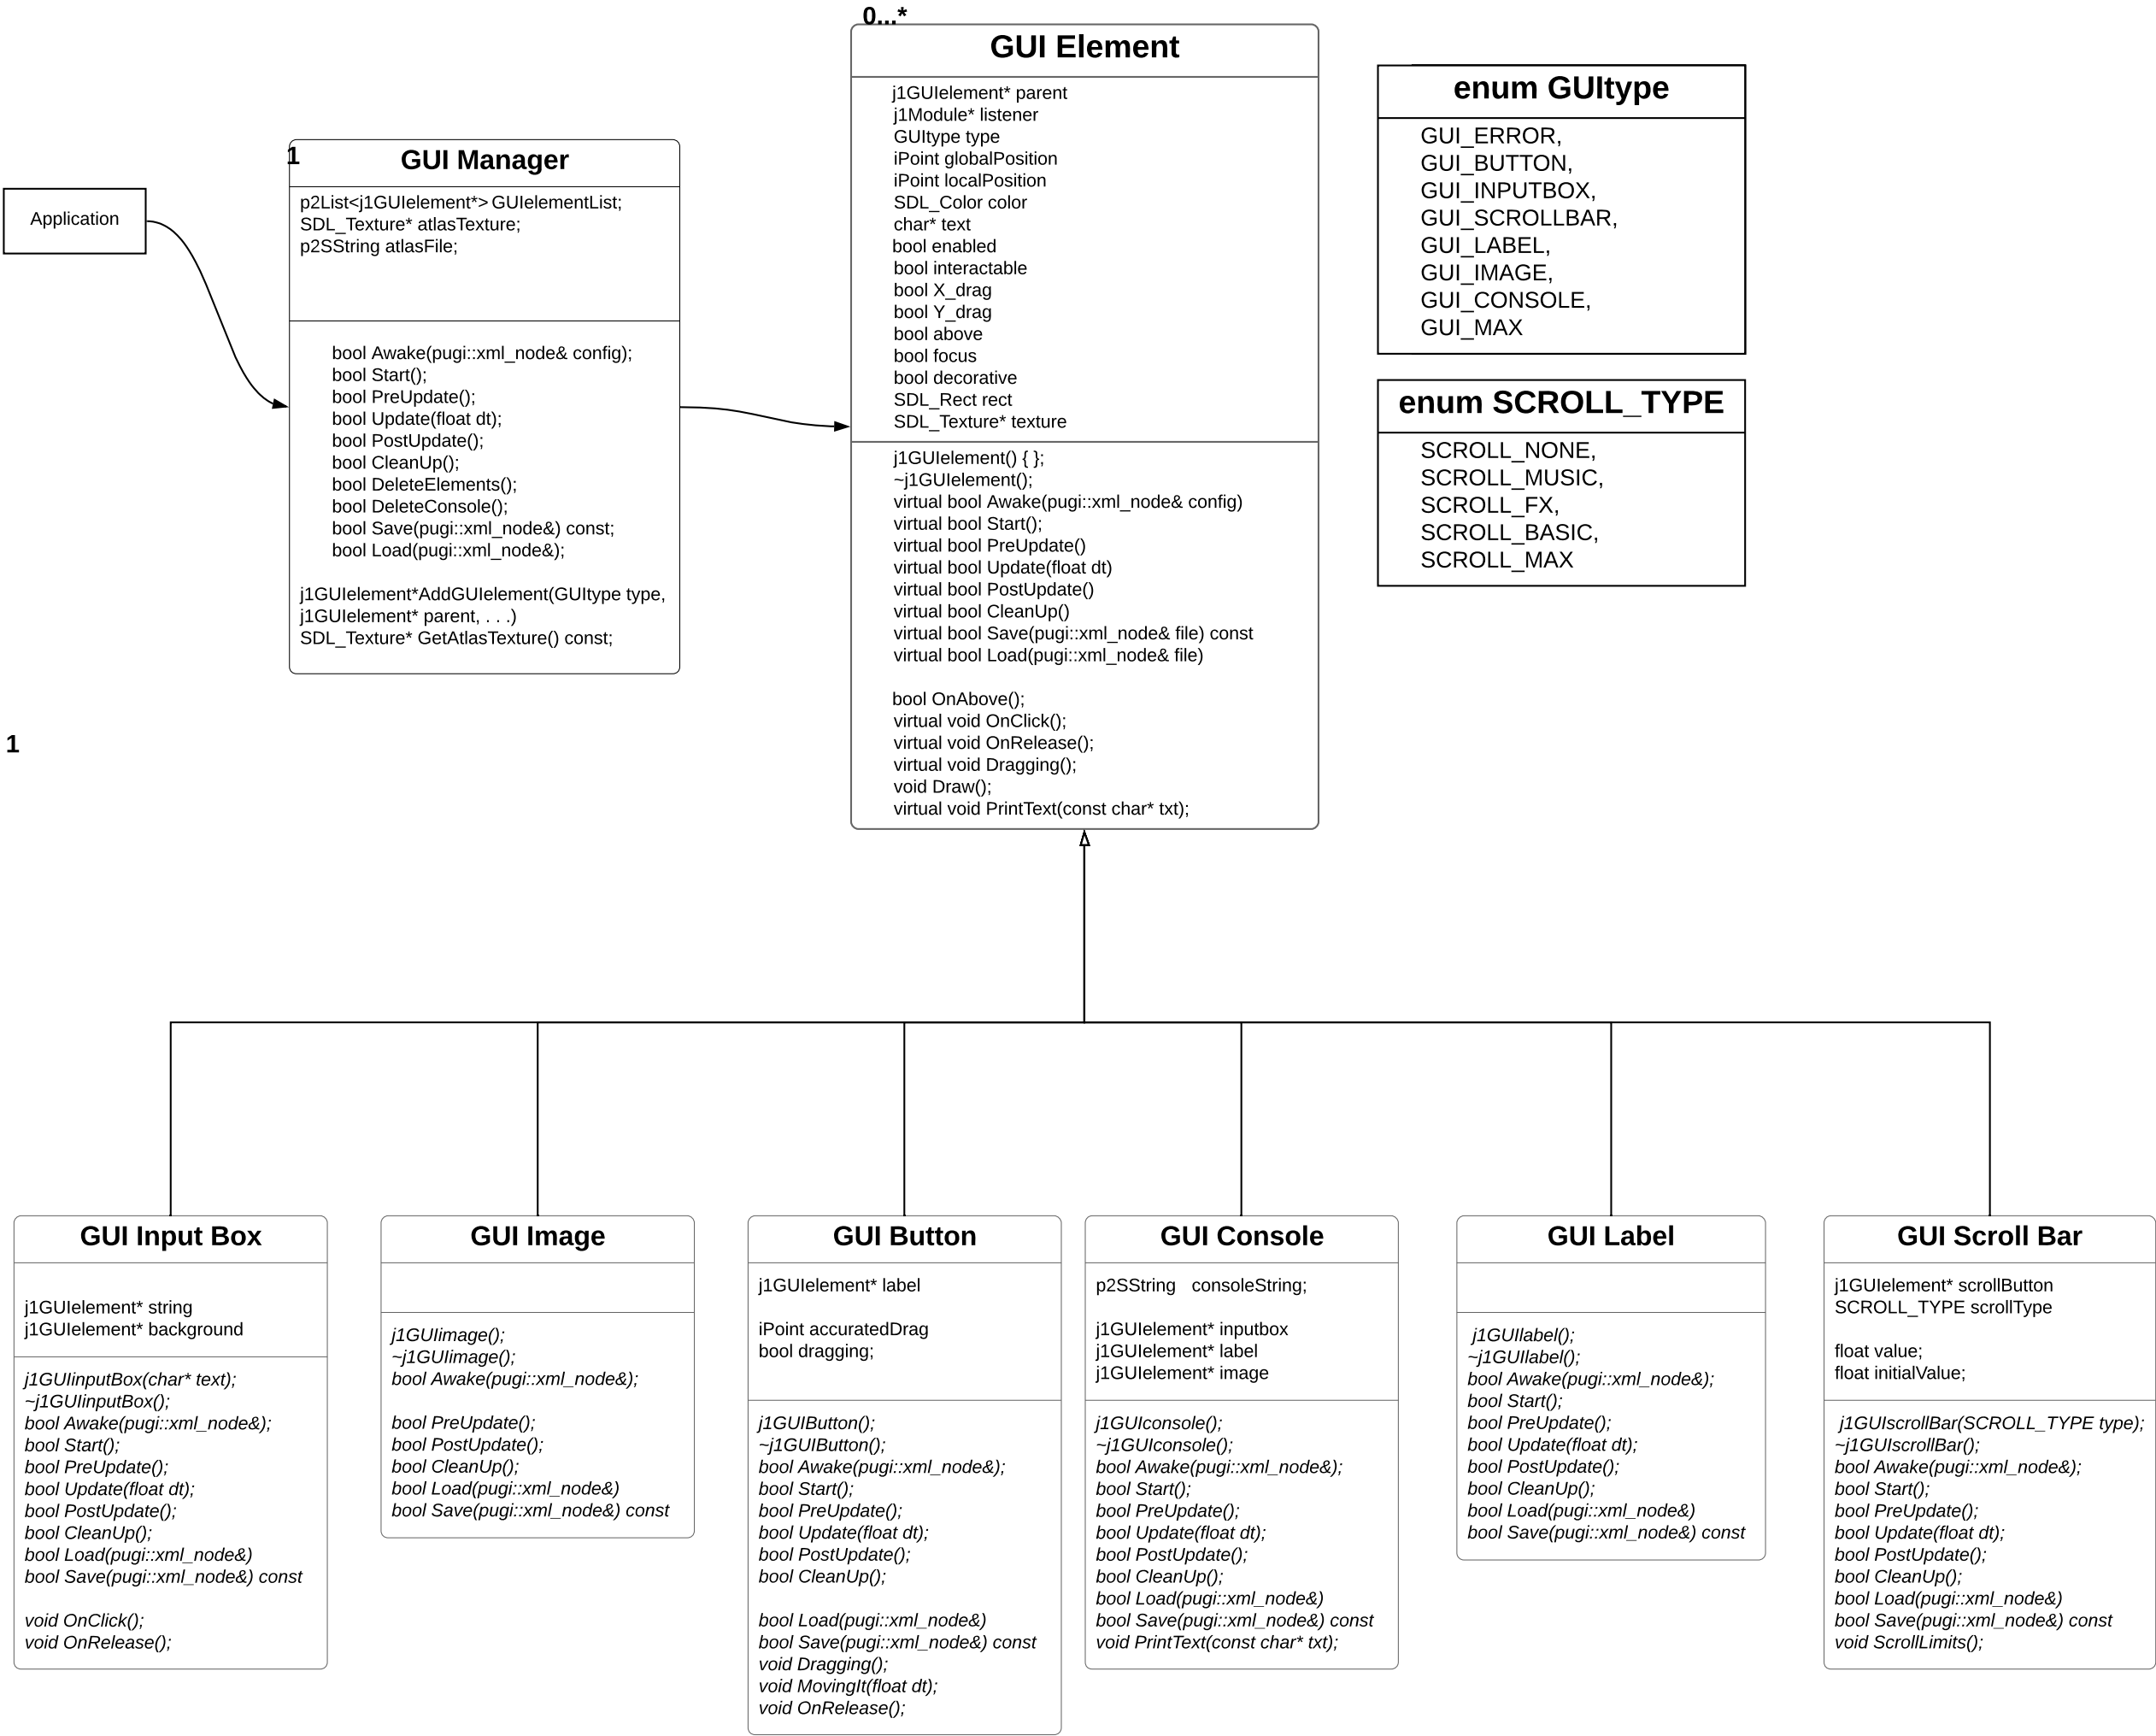 Application
1
GUI Manager
p2List<j1GUIelement*> GUIelementList;
SDL_Texture* atlasTexture;
p2SString atlasFile;
bool Awake(pugi::xml_node& config);
bool Start();
bool PreUpdate();
bool Update(float dt);
bool PostUpdate();
bool CleanUp();
bool DeleteElements();
bool DeleteConsole();
bool Save(pugi::xml_node&) const;
bool Load(pugi::xml_node&);
j1GUIelement*AddGUIelement(GUItype type,
j1GUIelement* parent, . . .)
SDL_Texture* GetAtlasTexture() const;
1
0...*
GUI Element
j1GUIelement* parent
j1Module* listener
GUItype type
iPoint globalPosition
iPoint localPosition
SDL_Color color
char* text
bool enabled
bool interactable
bool X_drag
bool Y_drag
bool above
bool focus
bool decorative
SDL_Rect rect
SDL_Texture* texture
j1GUIelement() { };
~j1GUIelement();
virtual bool Awake(pugi::xml_node& config)
virtual bool Start();
virtual bool PreUpdate()
virtual bool Update(float dt)
virtual bool PostUpdate()
virtual bool CleanUp()
virtual bool Save(pugi::xml_node& file) const
virtual bool Load(pugi::xml_node& file)
bool OnAbove();
virtual void OnClick();
virtual void OnRelease();
virtual void Dragging();
void Draw();
virtual void PrintText(const char* txt);
enum GUItype
GUI_ERROR,
GUI_BUTTON,
GUI_INPUTBOX,
GUI_SCROLLBAR,
GUI_LABEL,
GUI_IMAGE,
GUI_CONSOLE,
GUI_MAX
enum SCROLL_TYPE
SCROLL_NONE,
SCROLL_MUSIC,
SCROLL_FX,
SCROLL_BASIC,
SCROLL_MAX
GUI Input Box
j1GUIelement* string
j1GUIelement* background
j1GUIinputBox(char* text);
~j1GUIinputBox();
bool Awake(pugi::xml_node&);
bool Start();
bool PreUpdate();
bool Update(float dt);
bool PostUpdate();
bool CleanUp();
bool Load(pugi::xml_node&)
bool Save(pugi::xml_node&) const
void OnClick();
void OnRelease();
GUI Image
j1GUIimage();
~j1GUIimage();
bool Awake(pugi::xml_node&);
bool PreUpdate();
bool PostUpdate();
bool CleanUp();
bool Load(pugi::xml_node&)
bool Save(pugi::xml_node&) const
GUI Button
j1GUIelement* label
iPoint accuratedDrag
bool dragging;
j1GUIButton();
~j1GUIButton();
bool Awake(pugi::xml_node&);
bool Start();
bool PreUpdate();
bool Update(float dt);
bool PostUpdate();
bool CleanUp();
bool Load(pugi::xml_node&)
bool Save(pugi::xml_node&) const
void Dragging();
void MovingIt(float dt);
void OnRelease();
GUI Console
p2SString consoleString;
j1GUIelement* inputbox
j1GUIelement* label
j1GUIelement* image
j1GUIconsole();
~j1GUIconsole();
bool Awake(pugi::xml_node&);
bool Start();
bool PreUpdate();
bool Update(float dt);
bool PostUpdate();
bool CleanUp();
bool Load(pugi::xml_node&)
bool Save(pugi::xml_node&) const
void PrintText(const char* txt);
GUI Label
j1GUIlabel();
~j1GUIlabel();
bool Awake(pugi::xml_node&);
bool Start();
bool PreUpdate();
bool Update(float dt);
bool PostUpdate();
bool CleanUp();
bool Load(pugi::xml_node&)
bool Save(pugi::xml_node&) const
GUI Scroll Bar
j1GUIelement* scrollButton
SCROLL_TYPE scrollType
float value;
float initialValue;
j1GUIscrollBar(SCROLL_TYPE type);
~j1GUIscrollBar();
bool Awake(pugi::xml_node&);
bool Start();
bool PreUpdate();
bool Update(float dt);
bool PostUpdate();
bool CleanUp();
bool Load(pugi::xml_node&)
bool Save(pugi::xml_node&) const
void ScrollLimits();